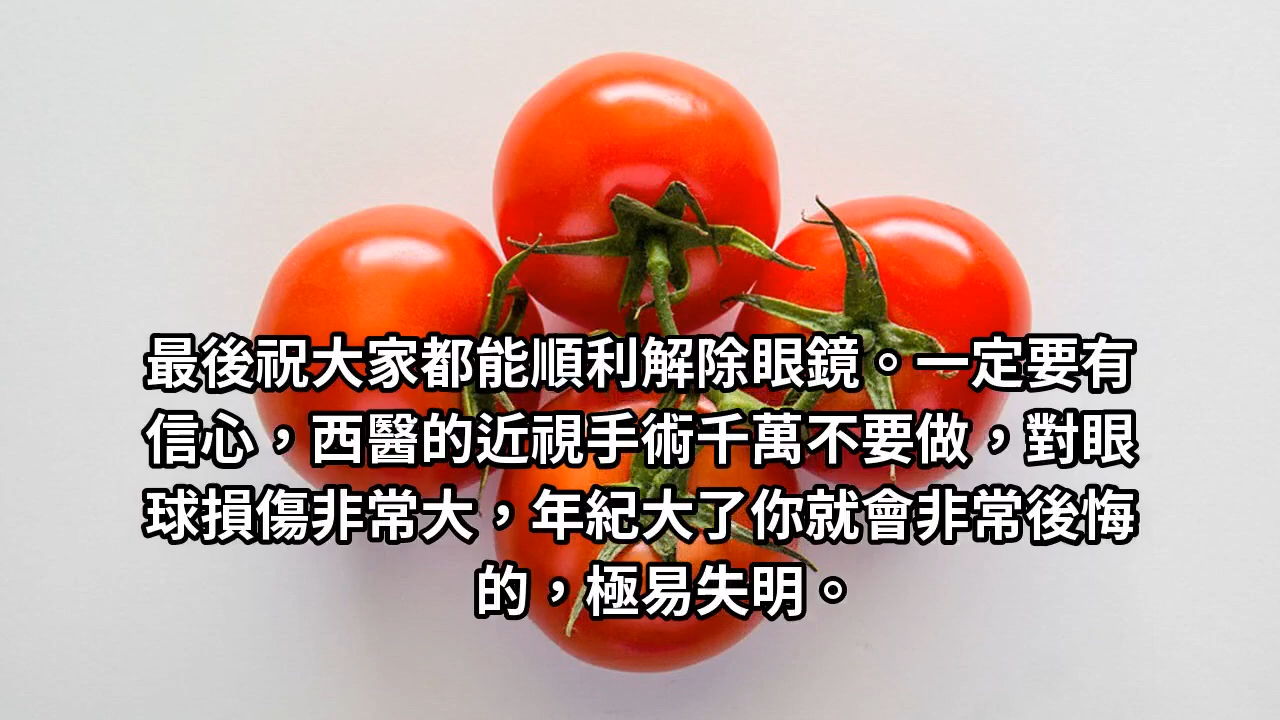 最後祝大家都能順利解除眼鏡。一定要有
信心，西醫的近視手術千萬不要做，對眼
球損傷非常大，年紀大了你就會非常後悔
的，極易失明。